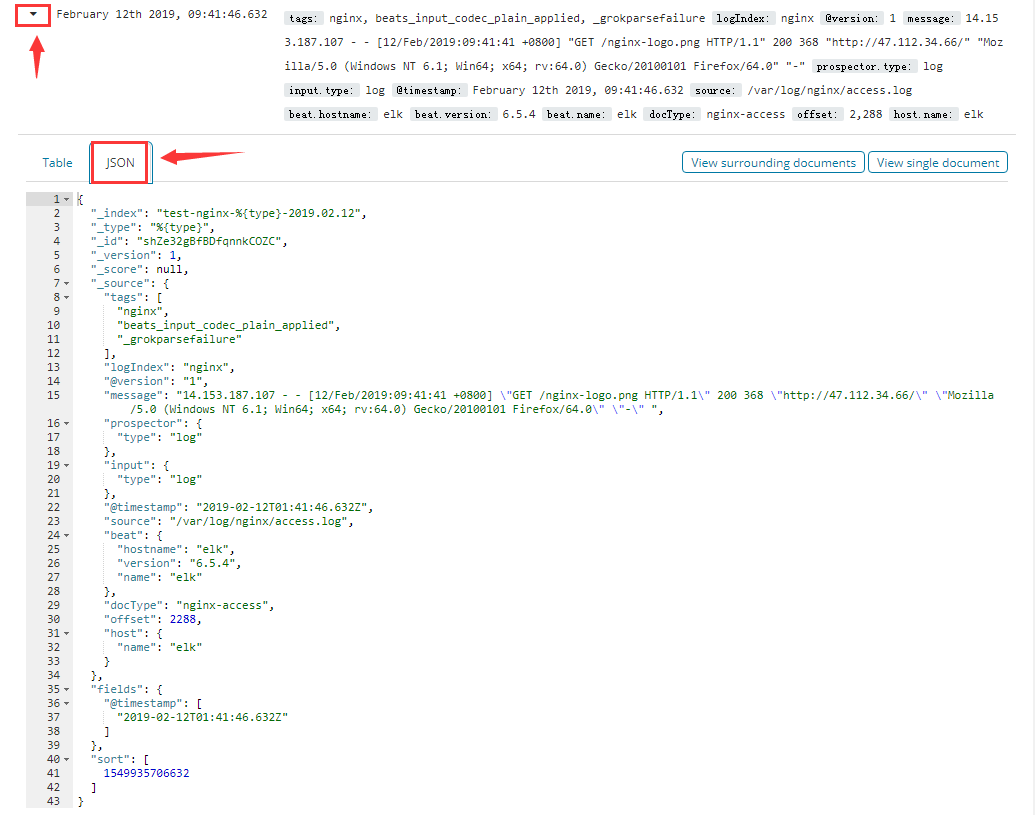 February 12th 2019, 09:41:46.632
tags: nginx, beats_input_codec_plain_applied, _grokparsefailure logIndex: nginx @version: 1 message: 14.15
3.187.107 - - [12/Feb/2019:09:41:41 +0800] "GET /nginx-logo.png HTTP/1.1" 200 368 "http://47.112.34.66/" "Moz
illa/5.0 (Windows NT 6.1; Win64; x64; rv:64.0) Gecko/20100101 Firefox/64.0" "-" prospector.type: log
input.type: log @timestamp: February 12th 2019, 09:41:46.632 source: /var/log/nginx/access.log
beat.hostname: elk beat.version: 6.5.4 beat.name: elk docType: nginx-access offset: 2,288 host.name: elk
Table JSON View surrounding documents View single document
1 {
2 "_index": "test-nginx-%{type}-2019.02.12",
3 "_type": "%{type}",
4 "_id": "shZe32gBfBDfqnnkCOZC",
5 "_version": 1,
6 "_score": null,
7 "_source": {
8 "tags": [
9 "nginx",
10 "beats_input_codec_plain_applied",
11 "_grokparsefailure"
12 ],
13 "logIndex": "nginx",
14 "@version": "1",
15 "message": "14.153.187.107 - - [12/Feb/2019:09:41:41 +0800] \"GET /nginx-logo.png HTTP/1.1\" 200 368 \"http://47.112.34.66/\" \"Mozilla
/5.0 (Windows NT 6.1; Win64; x64; rv:64.0) Gecko/20100101 Firefox/64.0\" \"-\" ",
16 "prospector": {
17 "type": "log"
18 },
19 "input": {
20 "type": "log"
21 },
22 "@timestamp": "2019-02-12T01:41:46.632Z",
23 "source": "/var/log/nginx/access.log",
24 "beat": {
25 "hostname": "elk",
26 "version": "6.5.4",
27 "name": "elk"
28 },
29 "docType": "nginx-access",
30 "offset": 2288,
31 "host": {
32 "name": "elk"
33 }
34 },
35 "fields": {
36 "@timestamp": [
37 "2019-02-12T01:41:46.632Z"
38 ]
39 },
40 "sort": [
41 1549935706632
42 ]
43 }